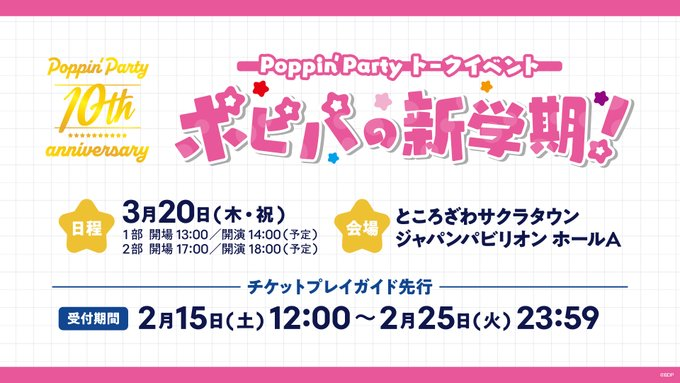 Poppin'Party
10th
anniversary
Poppin'Party トークイベント
ポピパの新学期!
日程
3月20日(木・祝)
1部 開場13:00/開演14:00(予定)
2部 開場17:00/開演18:00(予定)
会場
ところざわサクラタウン
ジャパンパビリオン ホールA
チケットプレイガイド先行
受付期間
2月15日(土)12:00〜2月25日(火)23:59
©BDP